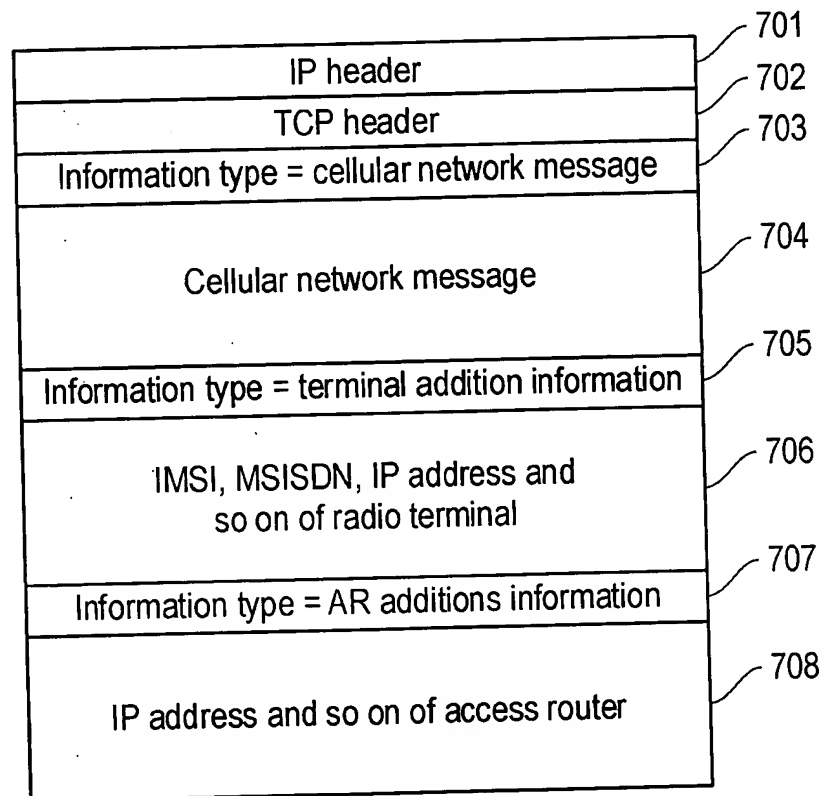 701
IP header
702
TCP header
703
Information type = cellular network message
704
Cellular network message
705
Information type = terminal addition information
706
IMSI, MSISDN, IP address and
so on of radio terminal
707
Information type = AR additions information
708
IP address and so on of access router